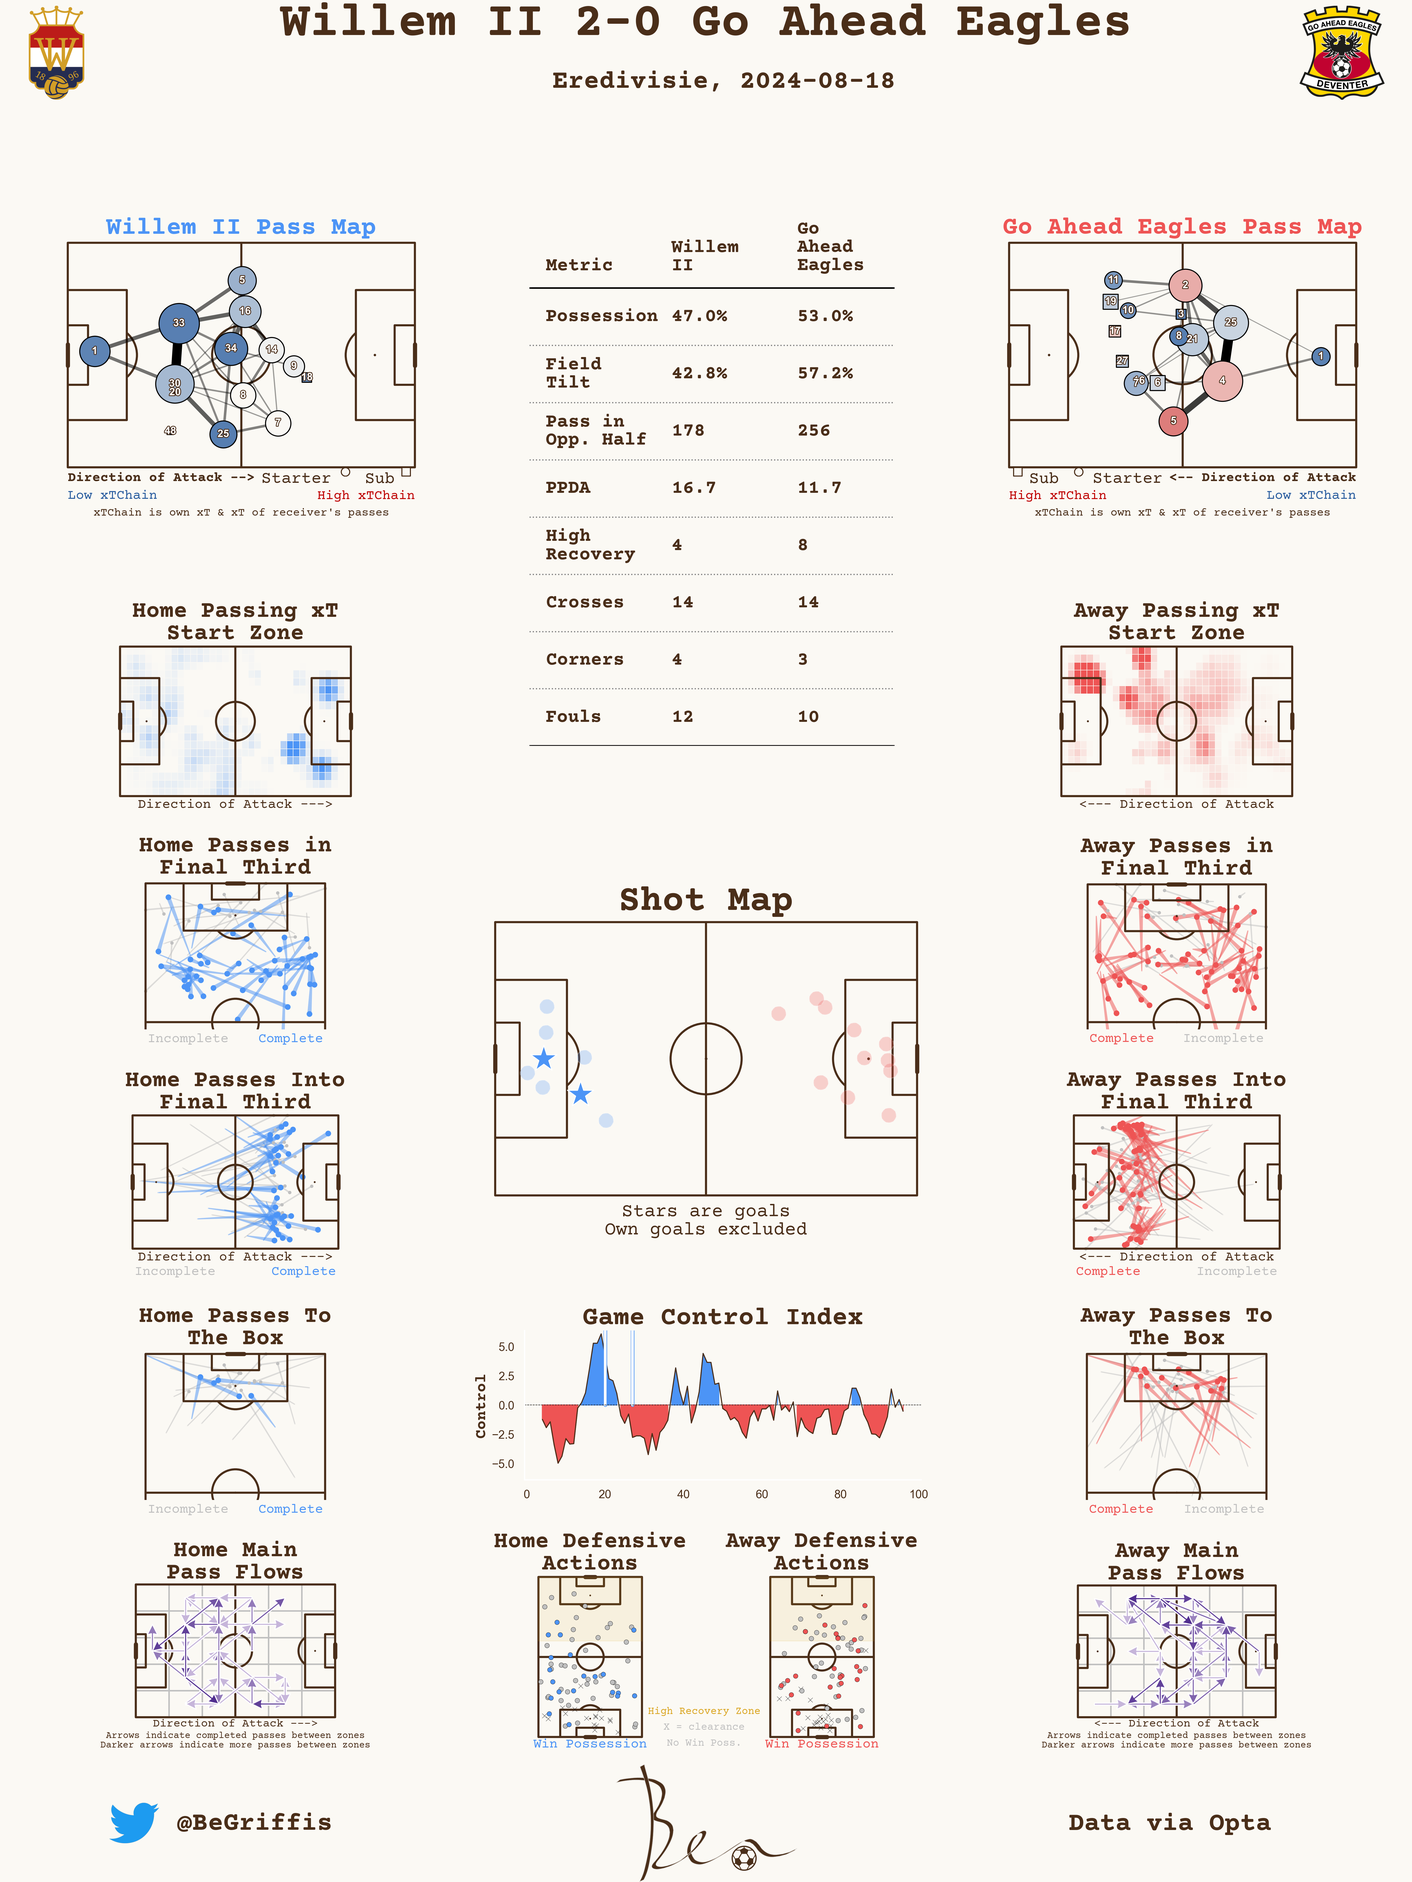 Willem II 2-0 Go Ahead Eagles
Eredivisie, 2024-08-18
18 96
GO AHEAD EAGLES
DEVENTER
Willem II Pass Map
5
16
33
34
14
1
9
18
30
20
8
7
48
25
Direction of Attack --> Starter Sub
Low xTChain High xTChain
xTChain is own xT & xT of receiver's passes
Metric Willem II Go Ahead Eagles
Possession 47.0% 53.0%
Field Tilt 42.8% 57.2%
Pass in Opp. Half 178 256
PPDA 16.7 11.7
High Recovery 4 8
Crosses 14 14
Corners 4 3
Fouls 12 10
Go Ahead Eagles Pass Map
11
2
19
10
3
25
17
8
21
1
27
7
6
4
5
Sub Starter <-- Direction of Attack
High xTChain Low xTChain
xTChain is own xT & xT of receiver's passes
Home Passing xT
Start Zone
Direction of Attack --->
Away Passing xT
Start Zone
<--- Direction of Attack
Home Passes in
Final Third
Incomplete Complete
Away Passes in
Final Third
Complete Incomplete
Shot Map
Stars are goals
Own goals excluded
Home Passes Into
Final Third
Direction of Attack --->
Incomplete Complete
Away Passes Into
Final Third
<--- Direction of Attack
Complete Incomplete
Home Passes To
The Box
Incomplete Complete
Game Control Index
Control
5.0
2.5
0.0
−2.5
−5.0
0 20 40 60 80 100
Away Passes To
The Box
Complete Incomplete
Home Main
Pass Flows
Direction of Attack --->
Arrows indicate completed passes between zones
Darker arrows indicate more passes between zones
Home Defensive
Actions
Win Possession
Away Defensive
Actions
Win Possession
High Recovery Zone
X = clearance
No Win Poss.
Away Main
Pass Flows
<--- Direction of Attack
Arrows indicate completed passes between zones
Darker arrows indicate more passes between zones
@BeGriffis
Ben
Data via Opta